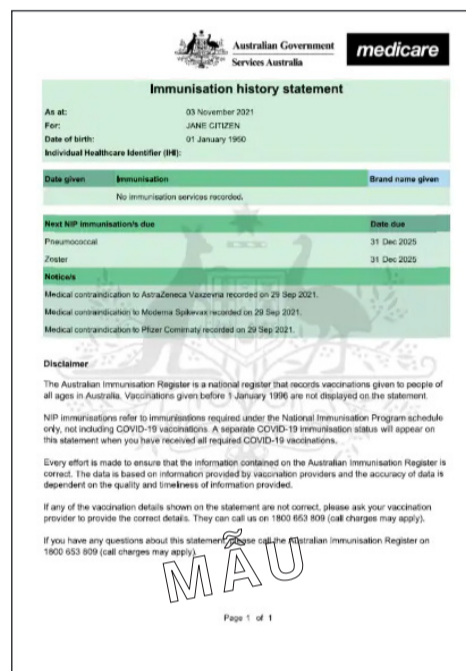 Australian Government
Services Australia
medicare
Immunisation history statement
As at: 03 November 2021
For: JANE CITIZEN
Date of birth: 01 January 1960
Individual Healthcare Identifier (IHI):
Date given Immunisation Brand name given
No immunisation services recorded.
Next NIP immunisation/s due Date due
Pneumococcal 31 Dec 2025
Zoster 31 Dec 2025
Notice/s
Medical contraindication to AstraZeneca Vaxzevria recorded on 29 Sep 2021.
Medical contraindication to Moderna Spikevax recorded on 29 Sep 2021.
Medical contraindication to Pfizer Comirnaty recorded on 29 Sep 2021.
Disclaimer
The Australian Immunisation Register is a national register that records vaccinations given to people of
all ages in Australia. Vaccinations given before 1 January 1996 are not displayed on the statement.
NIP immunisations refer to immunisations required under the National Immunisation Program schedule
only, not including COVID-19 vaccinations. A separate COVID-19 immunisation status will appear on
this statement when you have received all required COVID-19 vaccinations.
Every effort is made to ensure that the information contained on the Australian Immunisation Register is
correct. The data is based on information provided by vaccination providers and the accuracy of data is
dependent on the quality and timeliness of information provided.
If any of the vaccination details shown on the statement are not correct, please ask your vaccination
provider to provide the correct details. They can call us on 1800 653 809 (call charges may apply).
If you have any questions about this statement, please call the Australian Immunisation Register on
1800 653 809 (call charges may apply).
MẪU
Page 1 of 1